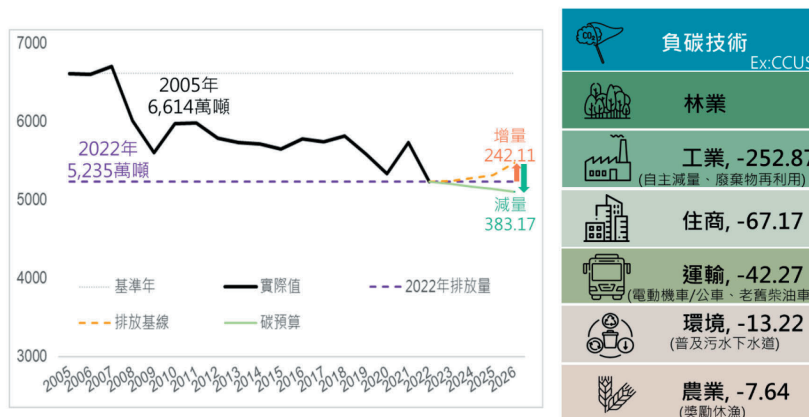 7000
6000
5000
4000
3000
2005年
6,614萬噸
2022年
5,235萬噸
增量
242.11
減量
383.17
基準年
實際值
2022年排放量
排放基線
碳預算
2005
2006
2007
2008
2009
2010
2011
2012
2013
2014
2015
2016
2017
2018
2019
2020
2021
2022
2023
2024
2025
2026
CO₂
負碳技術
Ex:CCUS
林業
工業, -252.87
(自主減量、廢棄物再利用)
住商, -67.17
運輸, -42.27
(電動機車/公車、老舊柴油車
環境, -13.22
(普及污水下水道)
農業, -7.64
(獎勵休漁)